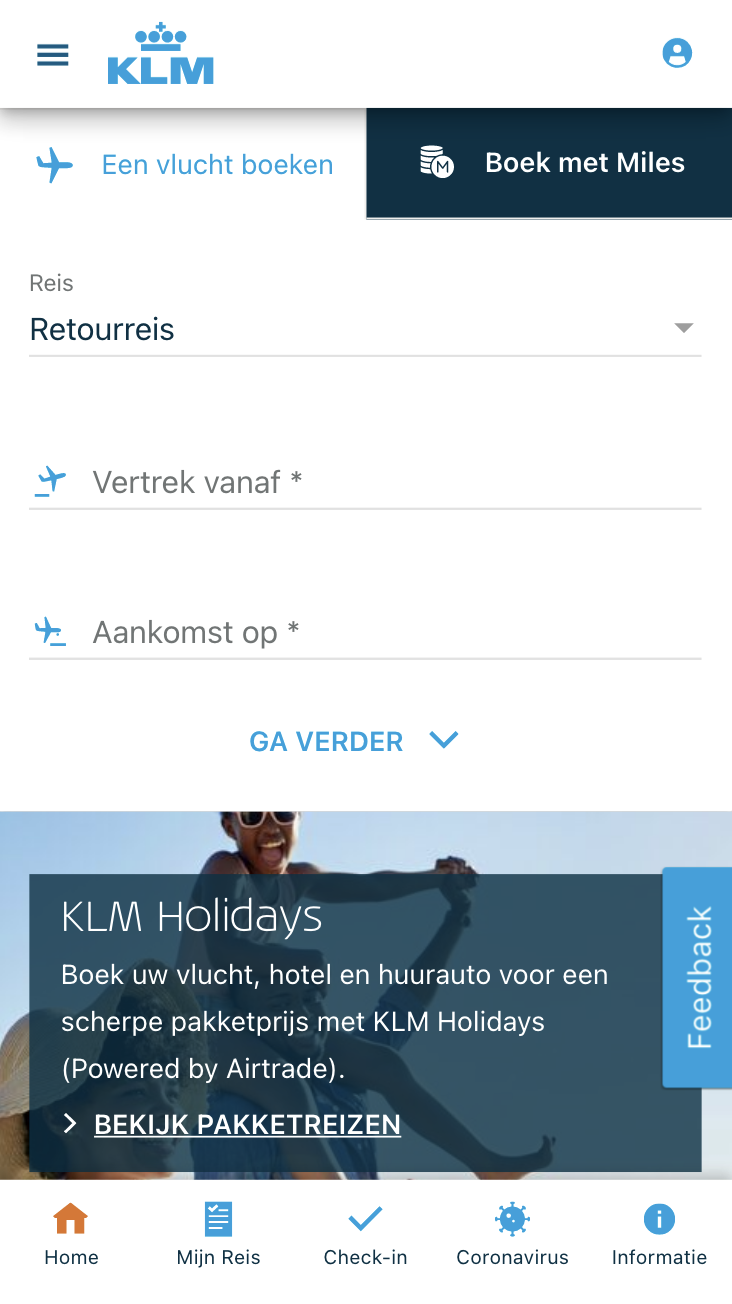 KLM
Een vlucht boeken
M
Boek met Miles
Reis
Retourreis
Vertrek vanaf *
Aankomst op *
GA VERDER
KLM Holidays
Boek uw vlucht, hotel en huurauto voor een
scherpe pakketprijs met KLM Holidays
(Powered by Airtrade).
BEKIJK PAKKETREIZEN
Feedback
Home
Mijn Reis
Check-in
Coronavirus
Informatie